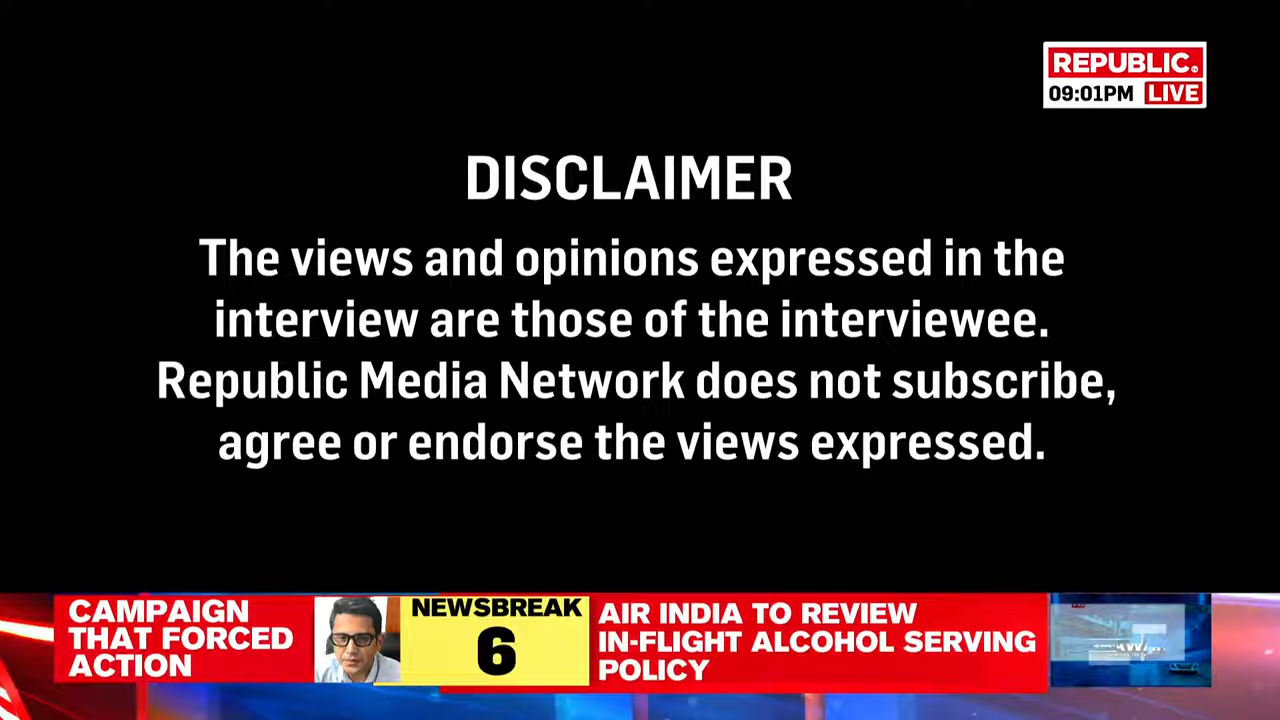 REPUBLIC.
09:01PM LIVE
DISCLAIMER
The views and opinions expressed in the
interview are those of the interviewee.
Republic Media Network does not subscribe,
agree or endorse the views expressed.
CAMPAIGN
THAT FORCED
ACTION
NEWSBREAK
6
AIR INDIA TO REVIEW
IN-FLIGHT ALCOHOL SERVING
POLICY